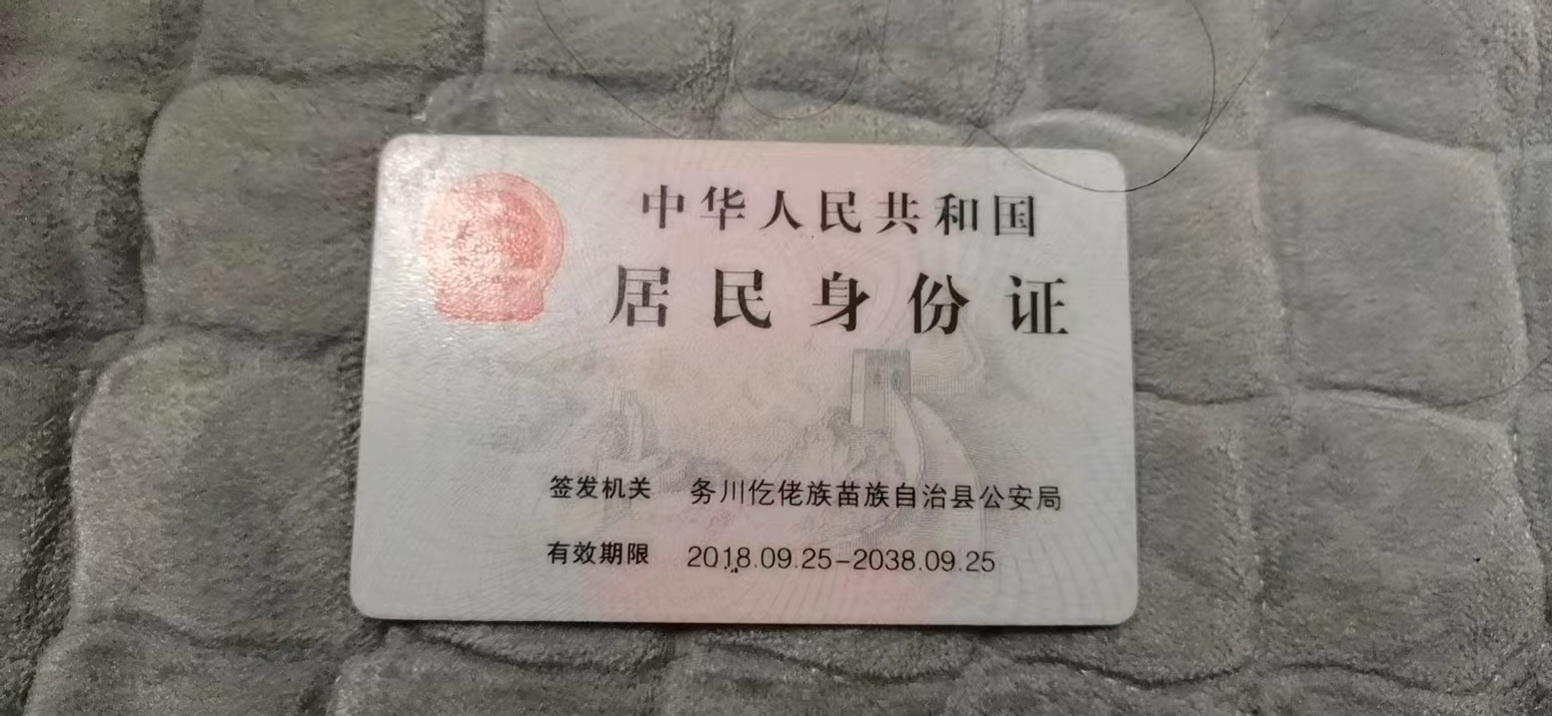 中华人民共和国
居民身份证
签发机关 务川仡佬族苗族自治县公安局
有效期限 2018.09.25-2038.09.25